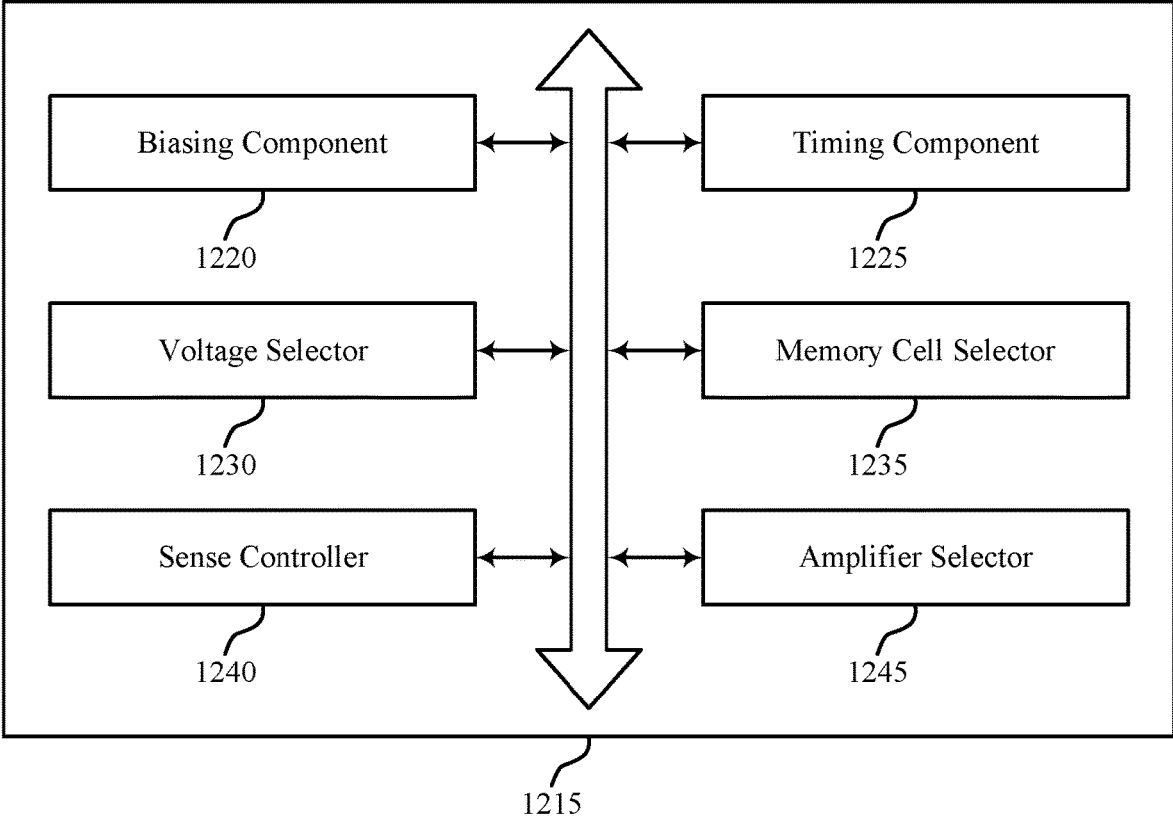 Biasing Component
Timing Component
1220
1225
Voltage Selector
Memory Cell Selector
1230
1235
Sense Controller
Amplifier Selector
1240
1245
1215